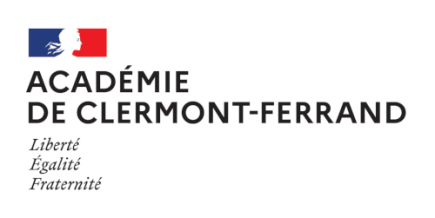 ACADÉMIE
DE CLERMONT-FERRAND
Liberté
Égalité
Fraternité